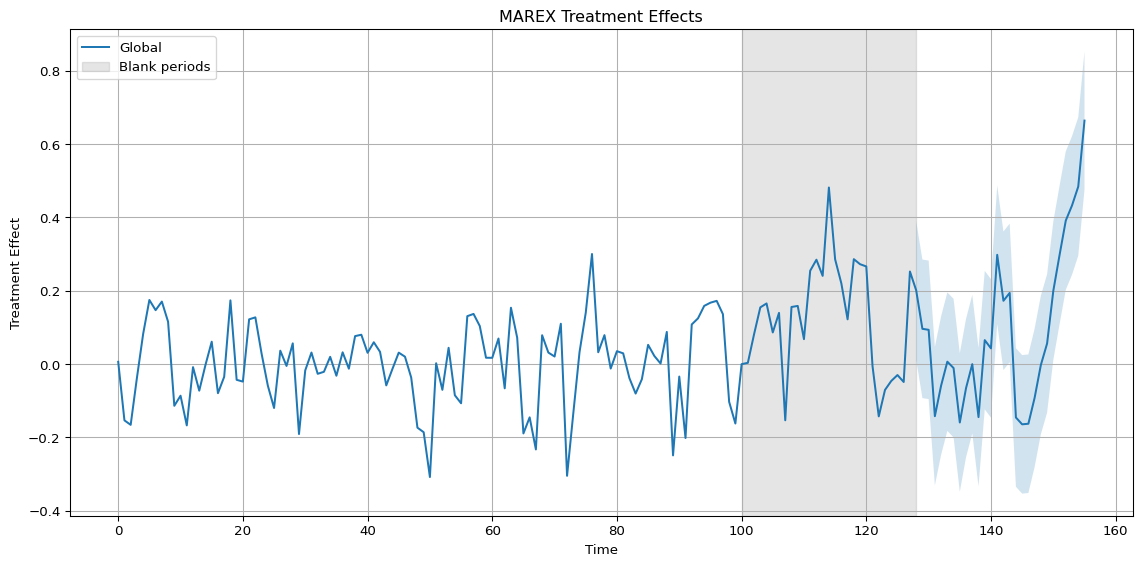 MAREX Treatment Effects
Global
Blank periods
Treatment Effect
0.8
0.6
0.4
0.2
0.0
−0.2
−0.4
0 20 40 60 80 100 120 140 160
Time